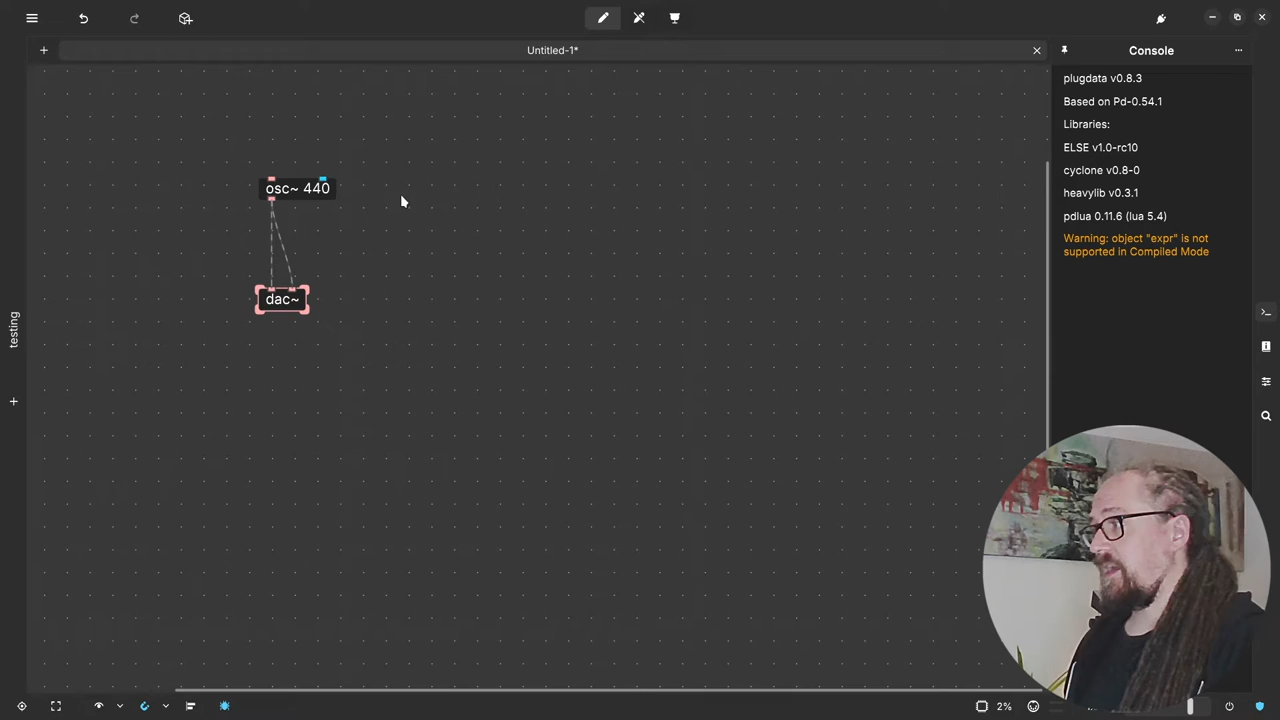 Untitled-1*
Console
plugdata v0.8.3
Based on Pd-0.54.1
Libraries:
ELSE v1.0-rc10
cyclone v0.8-0
heavylib v0.3.1
pdlua 0.11.6 (lua 5.4)
Warning: object "expr" is not
supported in Compiled Mode
osc~ 440
dac~
testing
2%